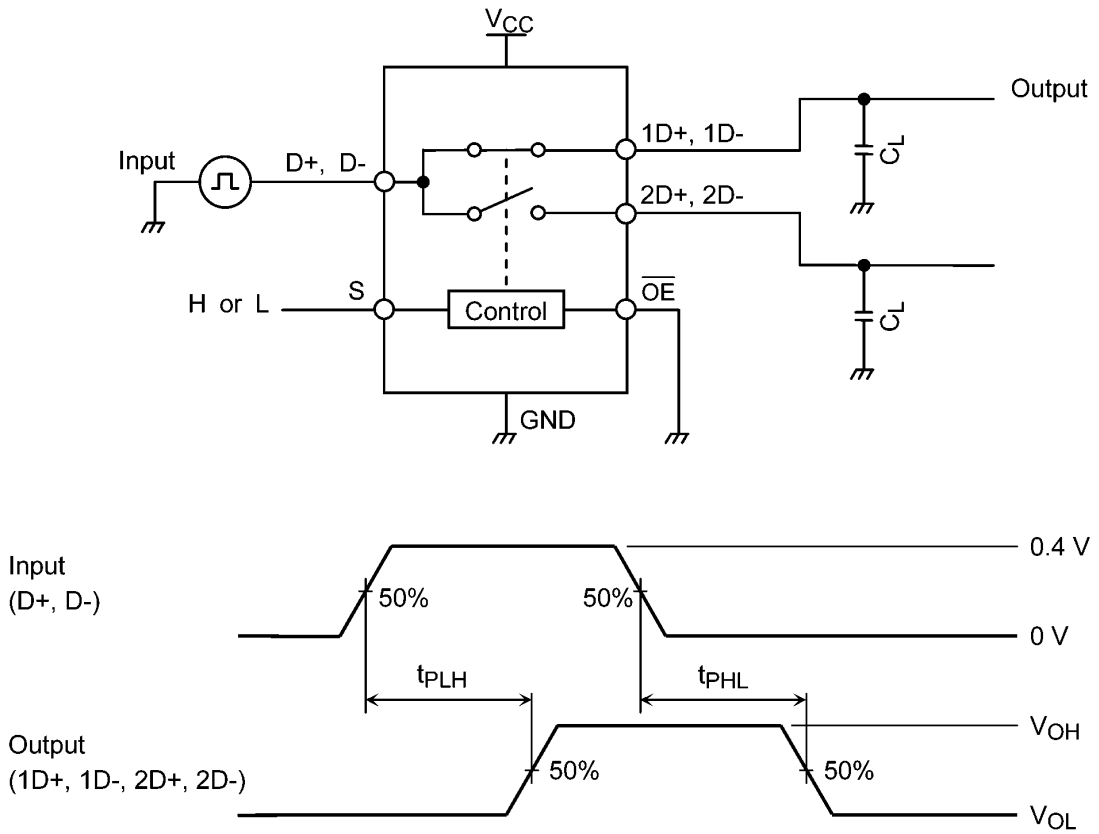 VCC
Output
1D+, 1D-
Input
D+, D-
CL
2D+, 2D-
S
OE
H or L
Control
CL
GND
0.4 V
Input
(D+, D-)
50%
50%
0 V
tPLH
tPHL
VOH
Output
(1D+, 1D-, 2D+, 2D-)
50%
50%
VOL